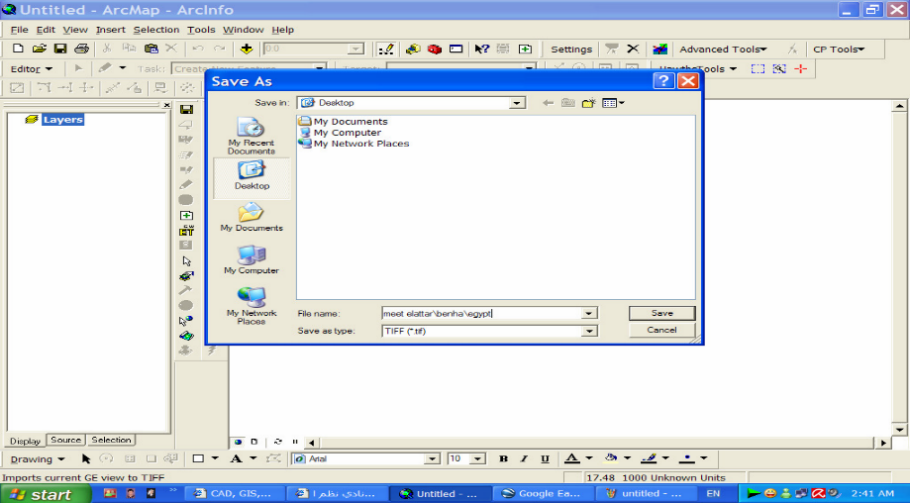 Untitled - ArcMap - ArcInfo
File Edit View Insert Selection Tools Window Help
0.0
Settings
Advanced Tools
CP Tools
Editor
Task:
Create New Feature
Save As
Save in:
Desktop
My Documents
My Computer
My Network Places
My Recent
Documents
Desktop
My Documents
My Computer
My Network
Places
File name:
meet elattar\benha\egypt
Save
Save as type:
TIFF (*.tif)
Cancel
Layers
Display
Source
Selection
Drawing
Arial
10
B I U A
Imports current GE view to TIFF
17.48 1000 Unknown Units
start
CAD, GIS,...
نادي نظم ا...
Untitled - ...
Google Ea...
untitled - ...
EN
2:41 AM